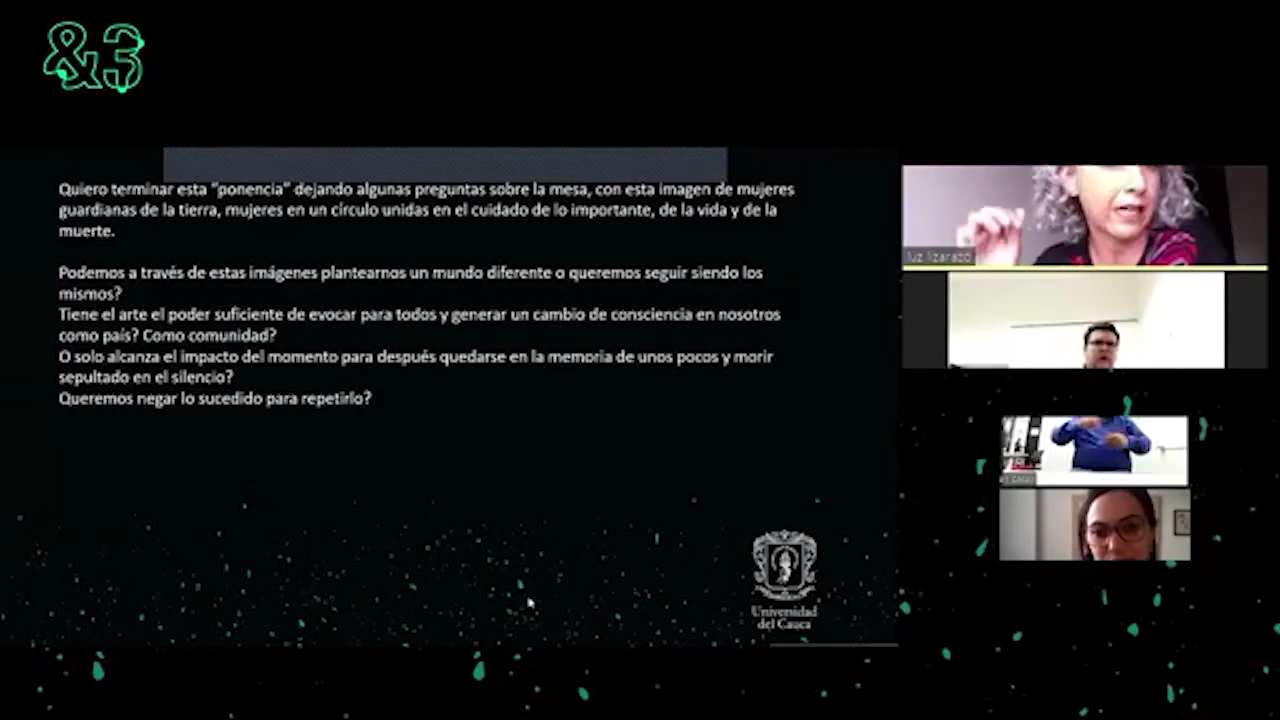 &3
Quiero terminar esta “ponencia” dejando algunas preguntas sobre la mesa, con esta imagen de mujeres
guardianas de la tierra, mujeres en un círculo unidas en el cuidado de lo importante, de la vida y de la
muerte.
Podemos a través de estas imágenes plantearnos un mundo diferente o queremos seguir siendo los
mismos?
Tiene el arte el poder suficiente de evocar para todos y generar un cambio de consciencia en nosotros
como país? Como comunidad?
O solo alcanza el impacto del momento para después quedarse en la memoria de unos pocos y morir
sepultado en el silencio?
Queremos negar lo sucedido para repetirlo?
luz lizarazo
Universidad
del Cauca